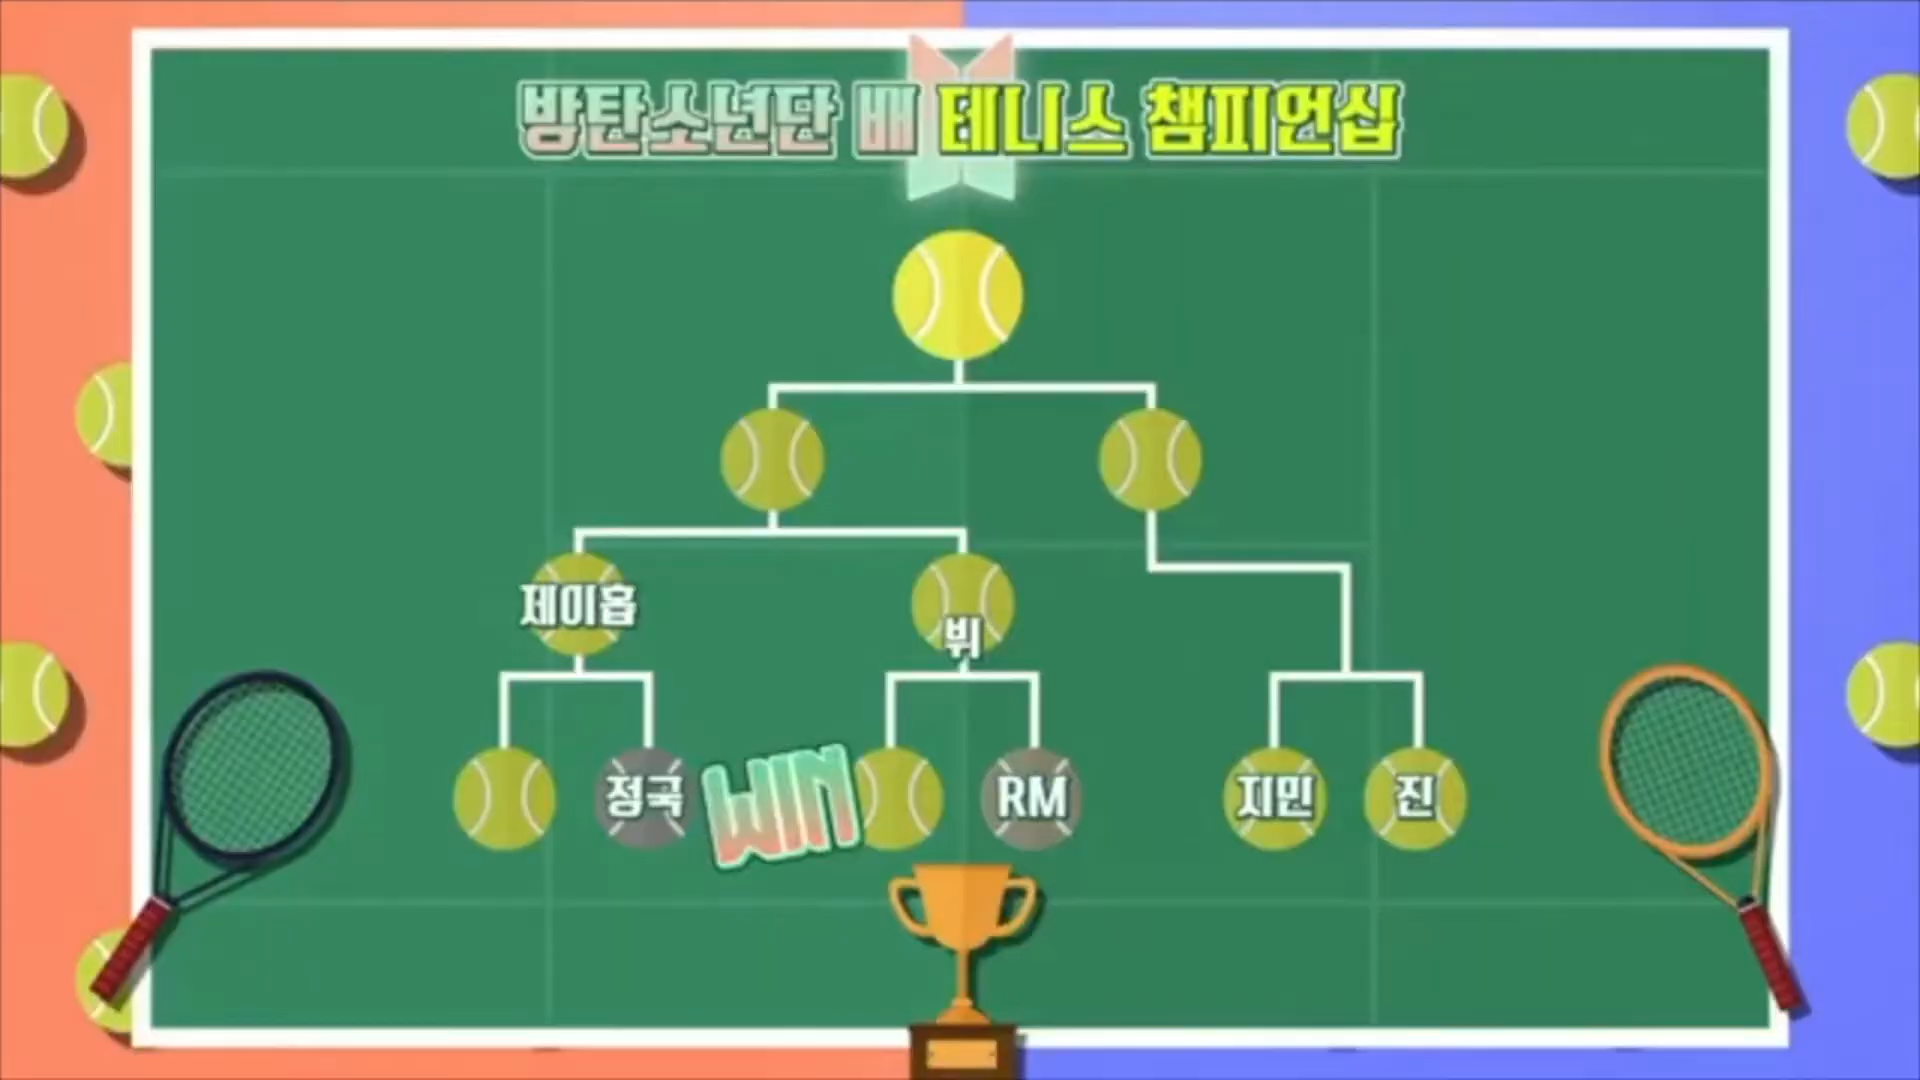 방탄소년단 배 테니스 챔피언십
제이홉
뷔
정국
WIN
RM
지민
진